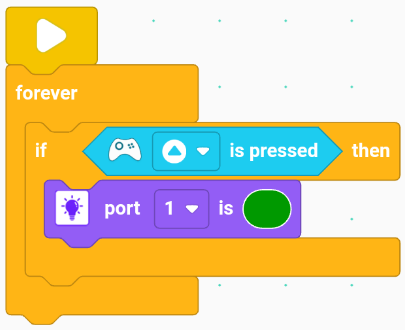 forever
if is pressed then
port 1 is